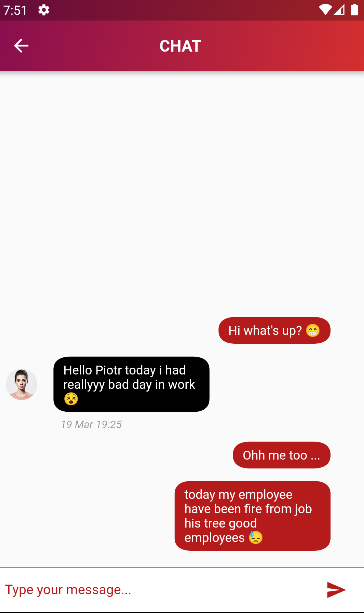 7:51
CHAT
Hi what's up? 😁
Hello Piotr today i had
reallyyy bad day in work
😵
19 Mar 19:25
Ohh me too ...
today my employee
have been fire from job
his tree good
employees 😓
Type your message...